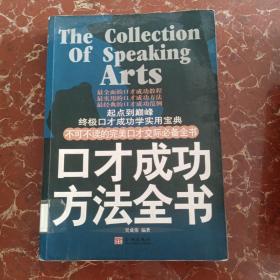 The Collection
Of Speaking
Arts
最全面的口才成功教程
最实用的口才成功方法
最经典的口才成功范例
起点到巅峰
终极口才成功学实用宝典
不可不读的完美口才交际必备全书
口才成功
方法全书
编著